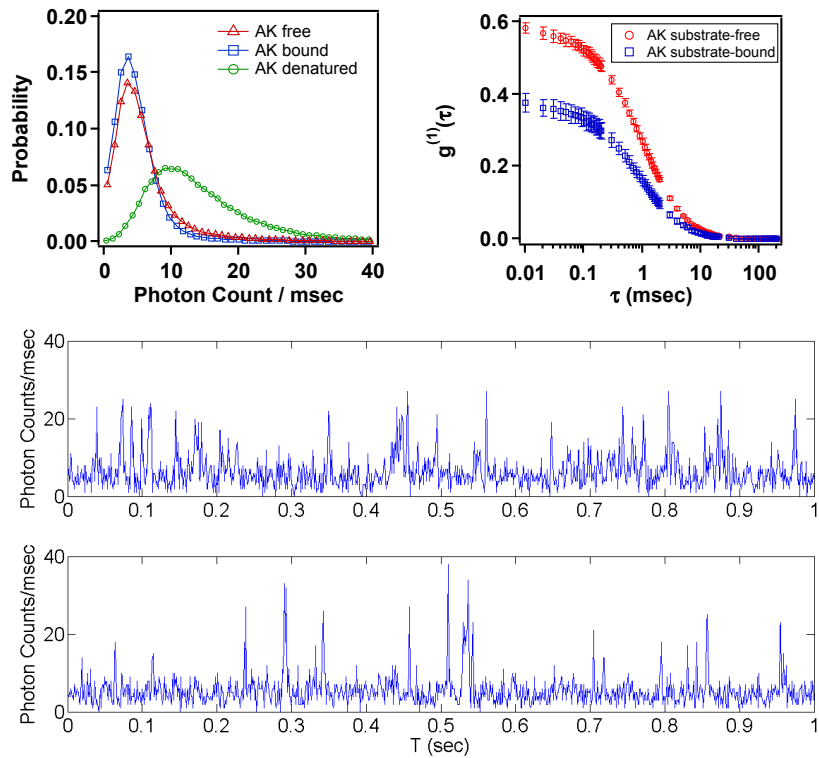 AK free
AK bound
AK denatured
Probability
0.20
0.15
0.10
0.05
0.00
0 10 20 30 40
Photon Count / msec
AK substrate-free
AK substrate-bound
g(1)(τ)
0.6
0.4
0.2
0.0
0.01 0.1 1 10 100
τ (msec)
Photon Counts/msec
40
20
0
0 0.1 0.2 0.3 0.4 0.5 0.6 0.7 0.8 0.9 1
Photon Counts/msec
40
20
0
0 0.1 0.2 0.3 0.4 0.5 0.6 0.7 0.8 0.9 1
T (sec)